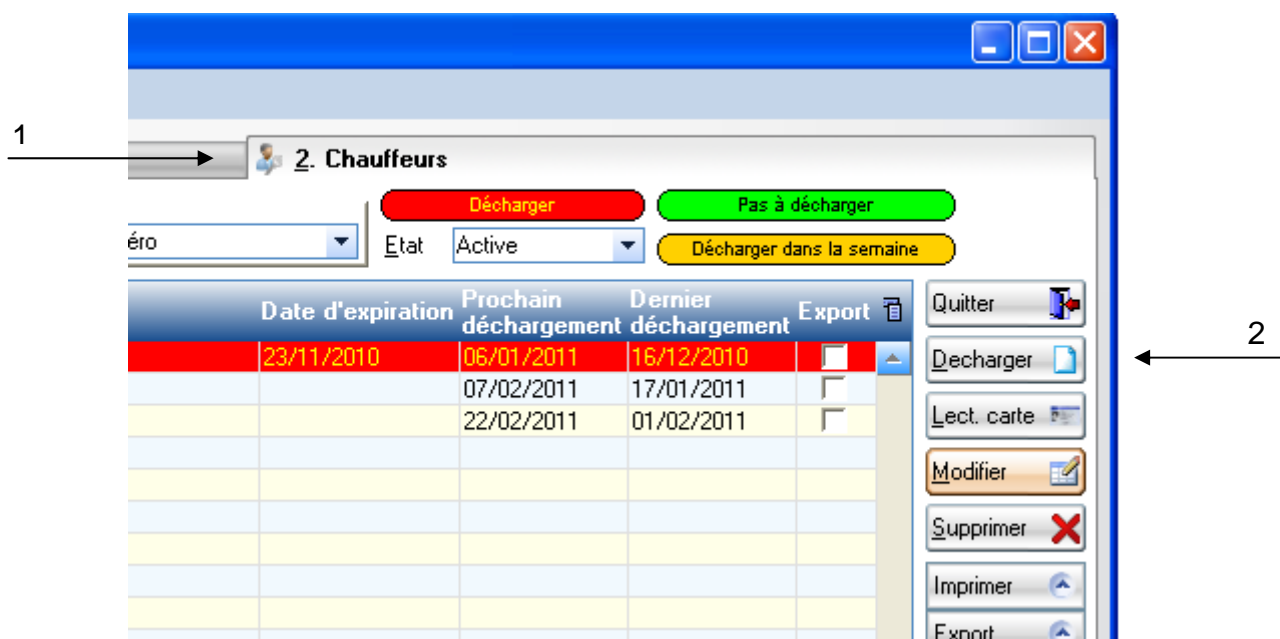 1
2. Chauffeurs
Décharger
Pas à décharger
éro
Etat
Active
Décharger dans la semaine
Date d'expiration
Prochain
déchargement
Dernier
déchargement
Export
Quitter
23/11/2010 06/01/2011 16/12/2010
Decharger
2
07/02/2011 17/01/2011
22/02/2011 01/02/2011
Lect. carte
Modifier
Supprimer
Imprimer
Export